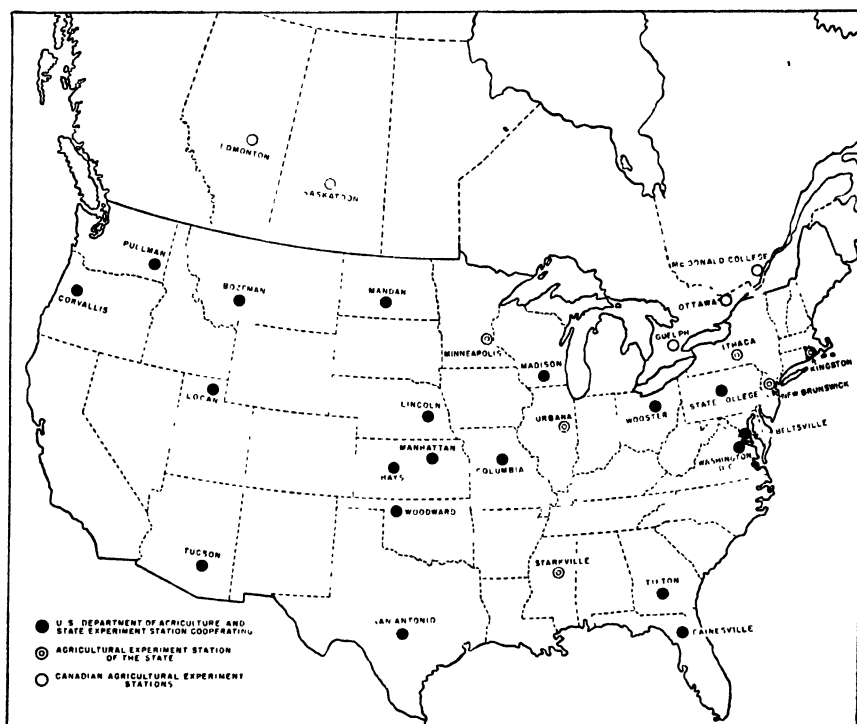 EDMONTON
SASKATOON
PULLMAN
McDONALD COLLEGE
BOZEMAN
MANDAN
CORVALLIS
OTTAWA
GUELPH
ITHACA
MINNEAPOLIS
KINGSTON
MADISON
LOGAN
STATE COLLEGE
NEW BRUNSWICK
LINCOLN
URBANA
WOOSTER
BELTSVILLE
MANHATTAN
COLUMBIA
WASHINGTON
D.C.
HAYS
WOODWARD
TUCSON
STARKVILLE
TIFTON
SAN ANTONIO
GAINESVILLE
U. S. DEPARTMENT OF AGRICULTURE AND
STATE EXPERIMENT STATION COOPERATING
AGRICULTURAL EXPERIMENT STATION
OF THE STATE
CANADIAN AGRICULTURAL EXPERIMENT
STATIONS